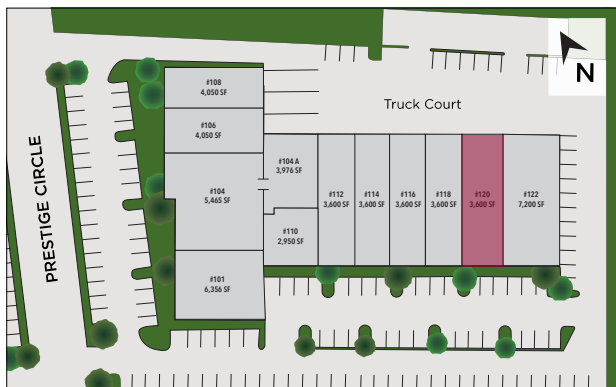 N
Truck Court
PRESTIGE CIRCLE
#108
4,050 SF
#106
4,050 SF
#104
5,465 SF
#101
6,356 SF
#104 A
3,976 SF
#110
2,950 SF
#112
3,600 SF
#114
3,600 SF
#116
3,600 SF
#118
3,600 SF
#120
3,600 SF
#122
7,200 SF